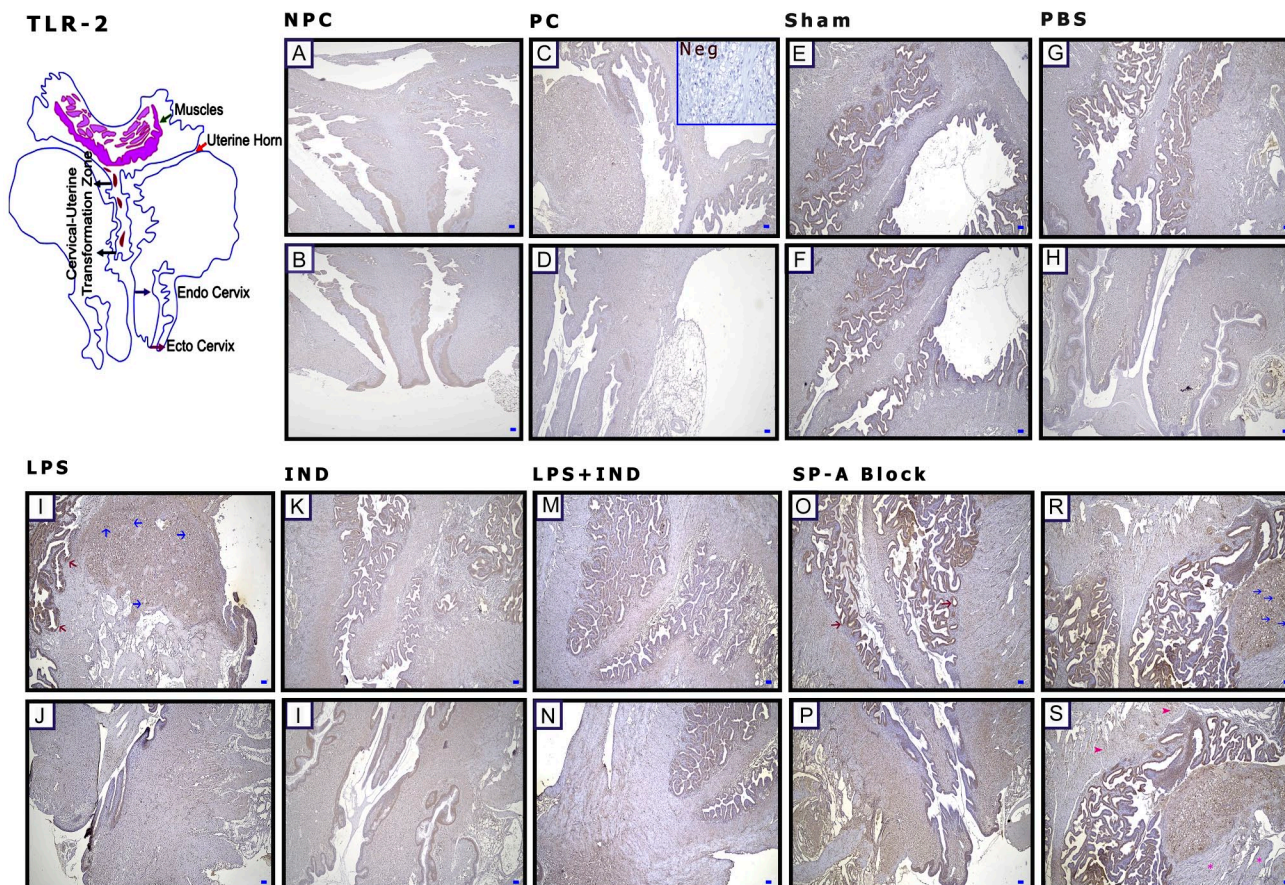 TLR-2
NPC
PC
Sham
PBS
Muscles
Uterine Horn
Cervical-Uterine
Transformation Zone
Endo Cervix
Ecto Cervix
A
C
Neg
E
G
B
D
F
H
LPS
IND
LPS+IND
SP-A Block
I
K
M
O
R
J
I
N
P
S